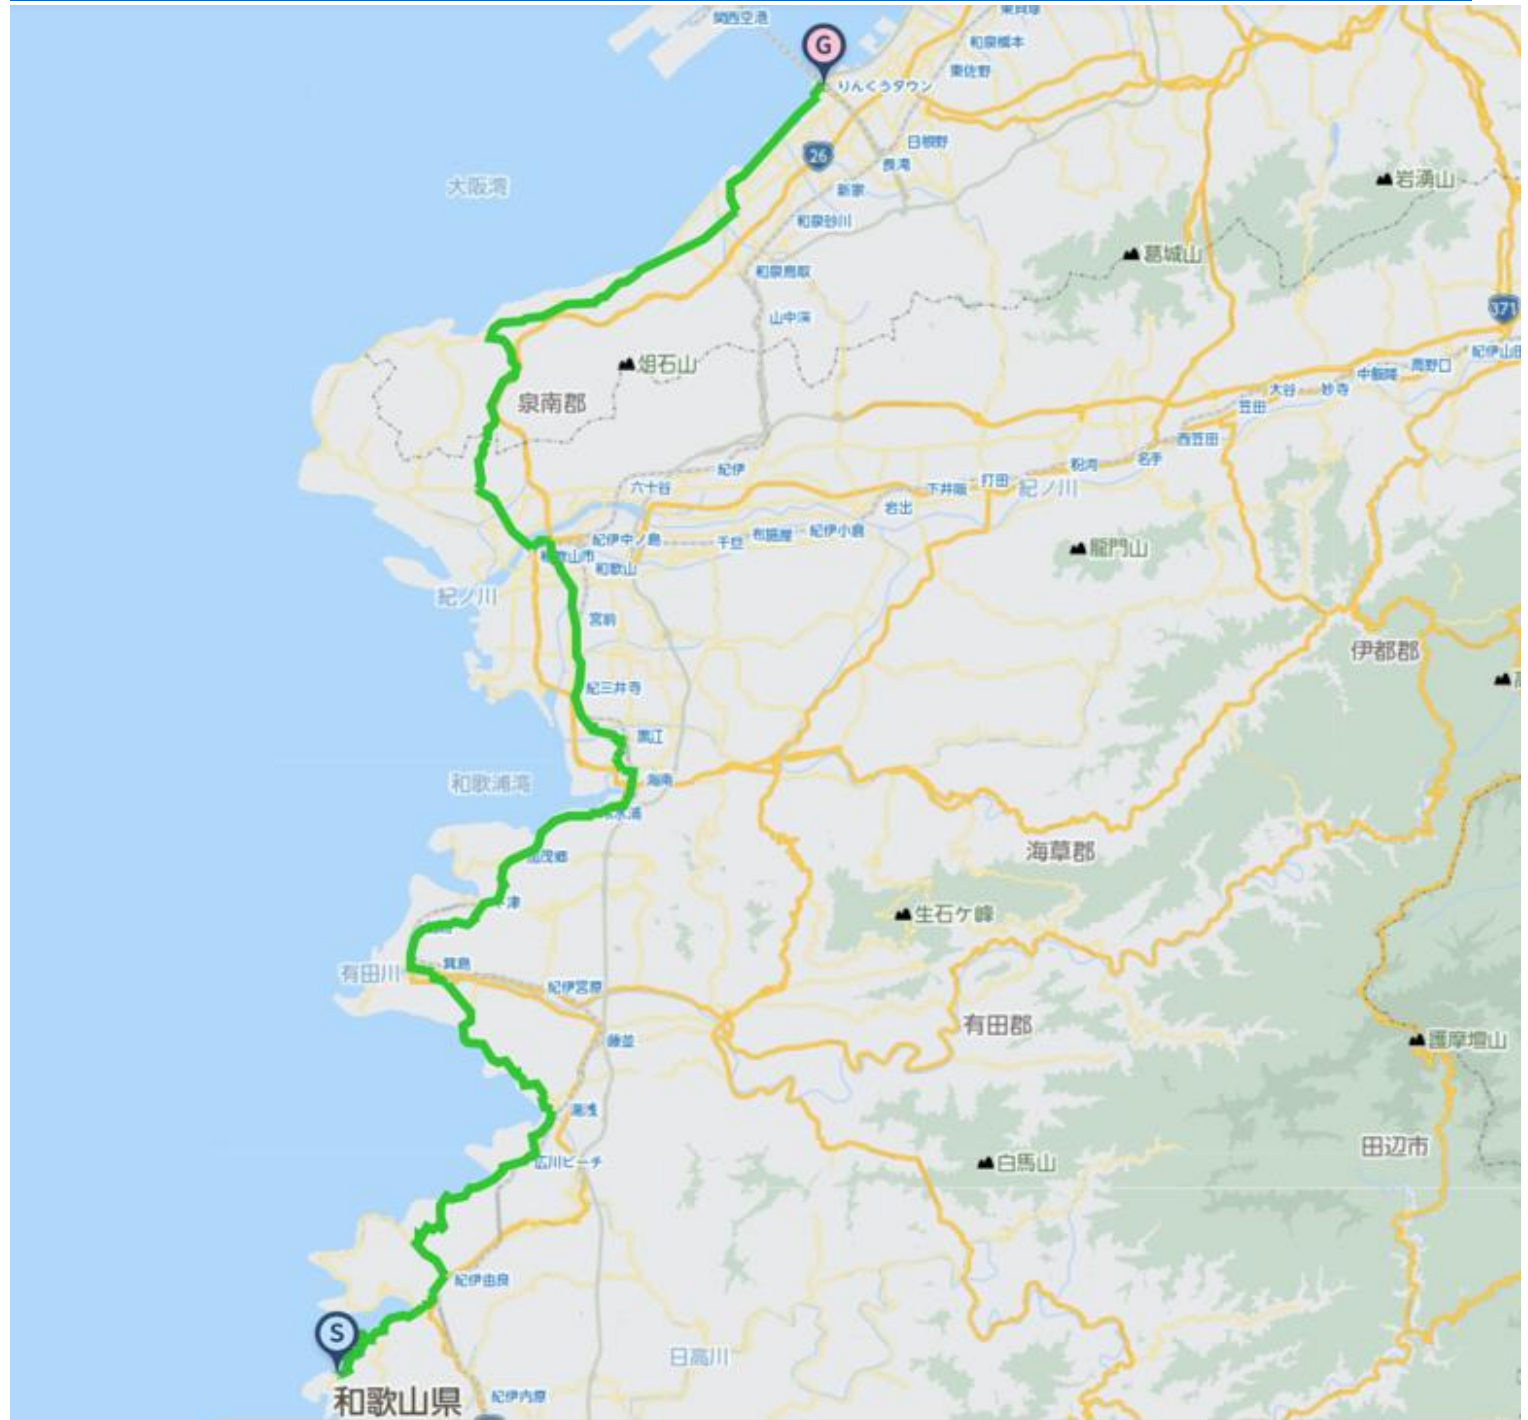 関西空港
東貝塚
G
和泉橋本
東佐野
りんくうタウン
26
日根野
長滝
大阪湾
新家
岩湧山
和泉砂川
葛城山
和泉鳥取
371
山中渓
俎石山
紀伊山田
高野口
中飯降
妙寺
大谷
笠田
泉南郡
西笠田
名手
粉河
打田
紀ノ川
下井阪
紀伊
六十谷
岩出
紀伊小倉
布施屋
千旦
紀伊中ノ島
和歌山市
和歌山
龍門山
紀ノ川
宮前
伊都郡
紀三井寺
黒江
和歌浦湾
海南
水浦
茂郷
海草郡
津
生石ケ峰
有田川
箕島
紀伊宮原
有田郡
藤並
護摩壇山
湯浅
田辺市
広川ビーチ
白馬山
紀伊由良
S
日高川
和歌山県
紀伊内原